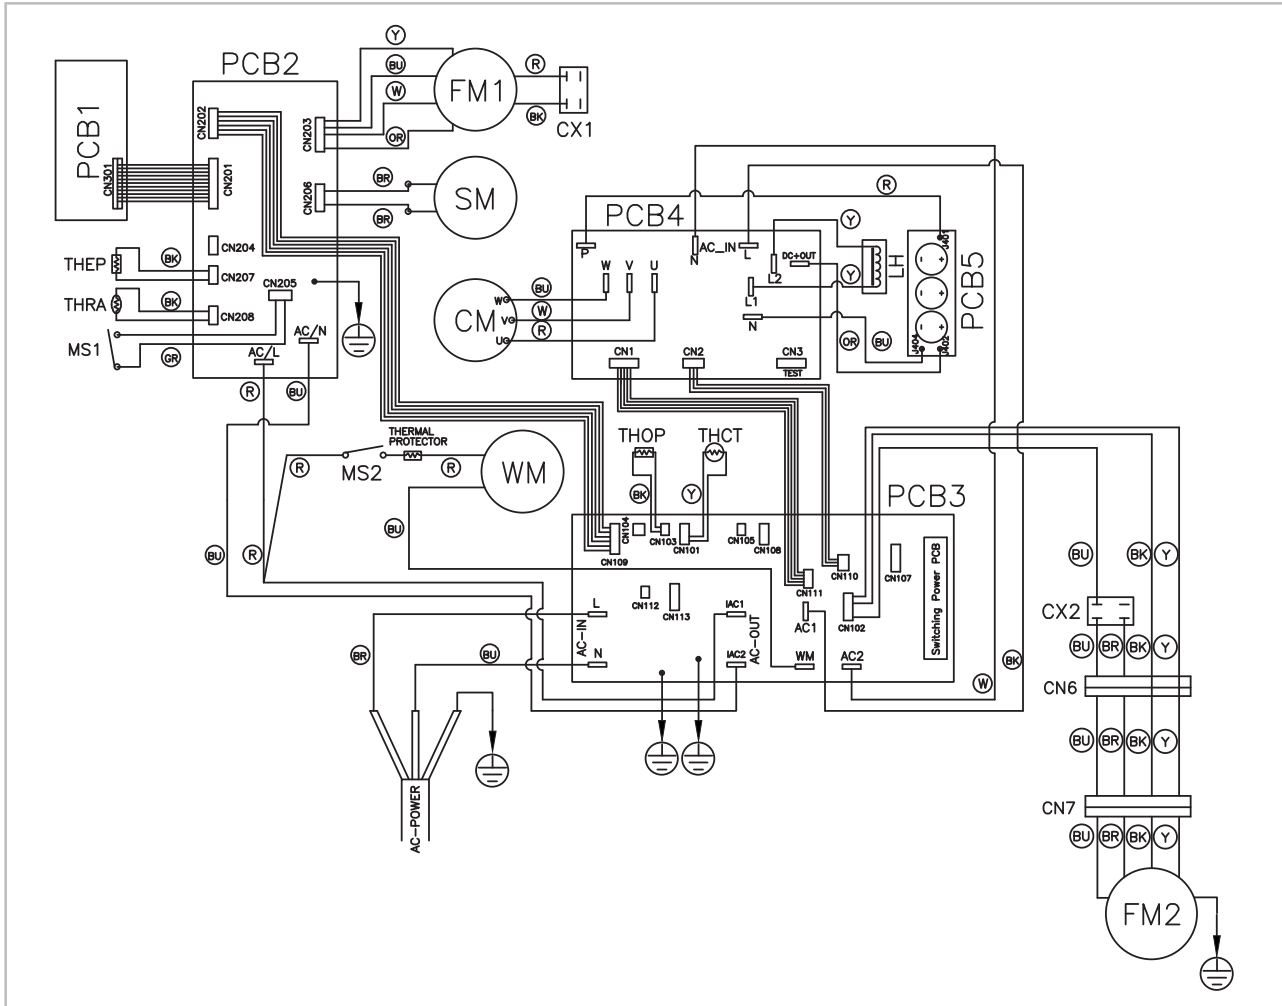 Y
PCB2
BU
R
W
FM1
PCB1
CN202
CN203
BK
CX1
OR
CN301
CN201
BR
CN206
SM
BR
R
PCB4
Y
CN204
AC_IN
P
N
L
J401
THEP
BK
CN207
W
V
U
DC+OUT
L2
LH
PCB5
CN205
Y
THRA
BK
BU
W
L1
CN208
W
CM
V
R
N
MS1
AC/N
U
OR
BU
J404
J402
GR
AC/L
CN1
CN2
CN3
TEST
R
BU
THERMAL
PROTECTOR
THOP
THCT
R
MS2
R
WM
BK
Y
PCB3
BU
CN104
CN103
CN101
CN105
CN108
BU
R
CN109
CN110
CN107
CN111
Switching Power PCB
BU
BK
Y
L
CN112
CN113
IAC1
AC1
CN102
CX2
AC-IN
AC-OUT
BR
BU
N
IAC2
WM
AC2
BK
BU
BR
BK
Y
W
CN6
BU
BR
BK
Y
AC-POWER
CN7
BU
BR
BK
Y
FM2